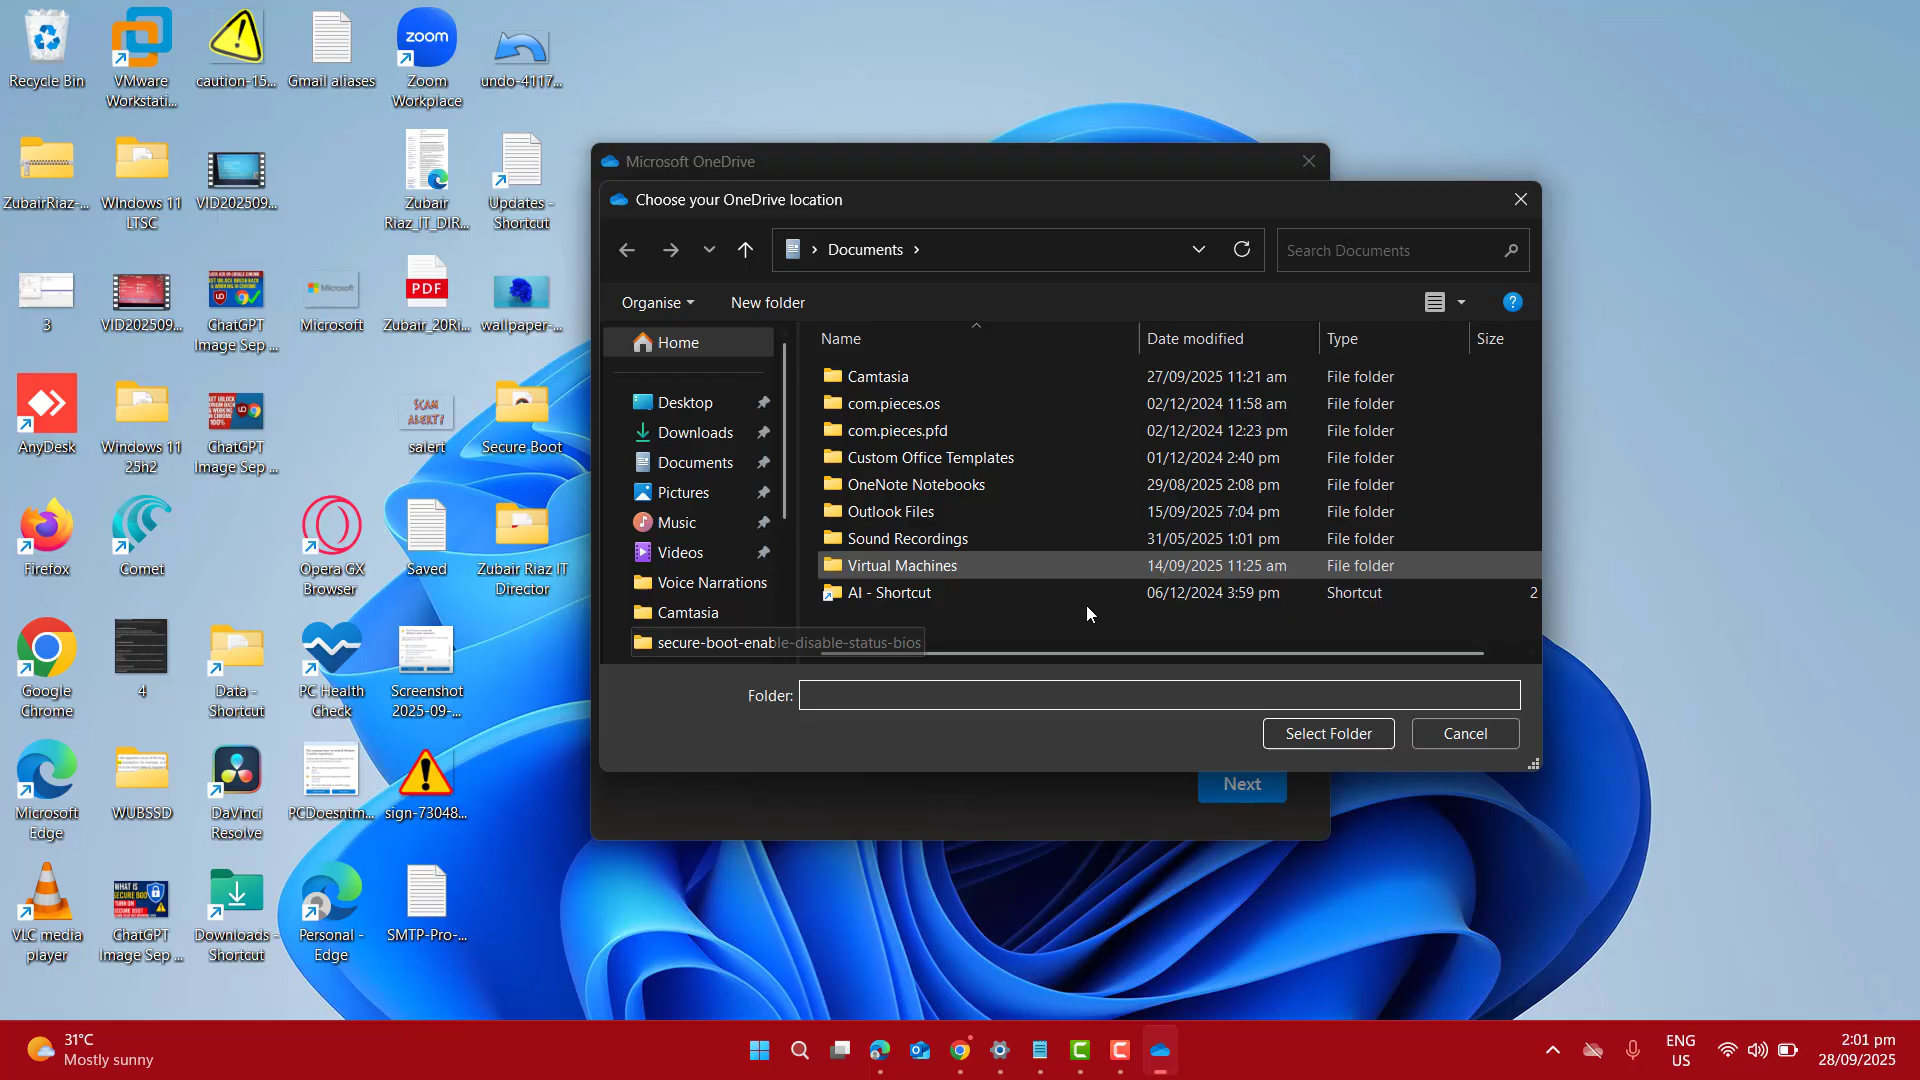 Recycle Bin
VMware
Workstati...
caution-15...
Gmail aliases
zoom
Zoom
Workplace
undo-4117...
ZubairRiaz-...
WIndows 11
LTSC
VID202509...
Zubair
Riaz_IT_DIR...
Updates -
Shortcut
3
VID202509...
ChatGPT
Image Sep ...
Microsoft
Microsoft
PDF
Zubair_20Ri...
wallpaper-...
AnyDesk
Windows 11
25h2
ChatGPT
Image Sep ...
SCAM
ALERT!
salert
Secure Boot
Firefox
Comet
Opera GX
Browser
Saved
Zubair Riaz IT
Director
Google
Chrome
4
Data -
Shortcut
PC Health
Check
Screenshot
2025-09-...
Microsoft
Edge
WUBSSD
DaVinci
Resolve
PCDoesntm...
sign-73048...
VLC media
player
ChatGPT
Image Sep ...
Downloads -
Shortcut
Personal -
Edge
SMTP-Pro-...
Microsoft OneDrive
Choose your OneDrive location
Documents
Search Documents
Organise
New folder
Home
Desktop
Downloads
Documents
Pictures
Music
Videos
Voice Narrations
Camtasia
secure-boot-enable-disable-status-bios
Name Date modified Type Size
Camtasia 27/09/2025 11:21 am File folder
com.pieces.os 02/12/2024 11:58 am File folder
com.pieces.pfd 02/12/2024 12:23 pm File folder
Custom Office Templates 01/12/2024 2:40 pm File folder
OneNote Notebooks 29/08/2025 2:08 pm File folder
Outlook Files 15/09/2025 7:04 pm File folder
Sound Recordings 31/05/2025 1:01 pm File folder
Virtual Machines 14/09/2025 11:25 am File folder
AI - Shortcut 06/12/2024 3:59 pm Shortcut 2
Folder:
Select Folder
Cancel
Next
31°C
Mostly sunny
ENG
US
2:01 pm
28/09/2025